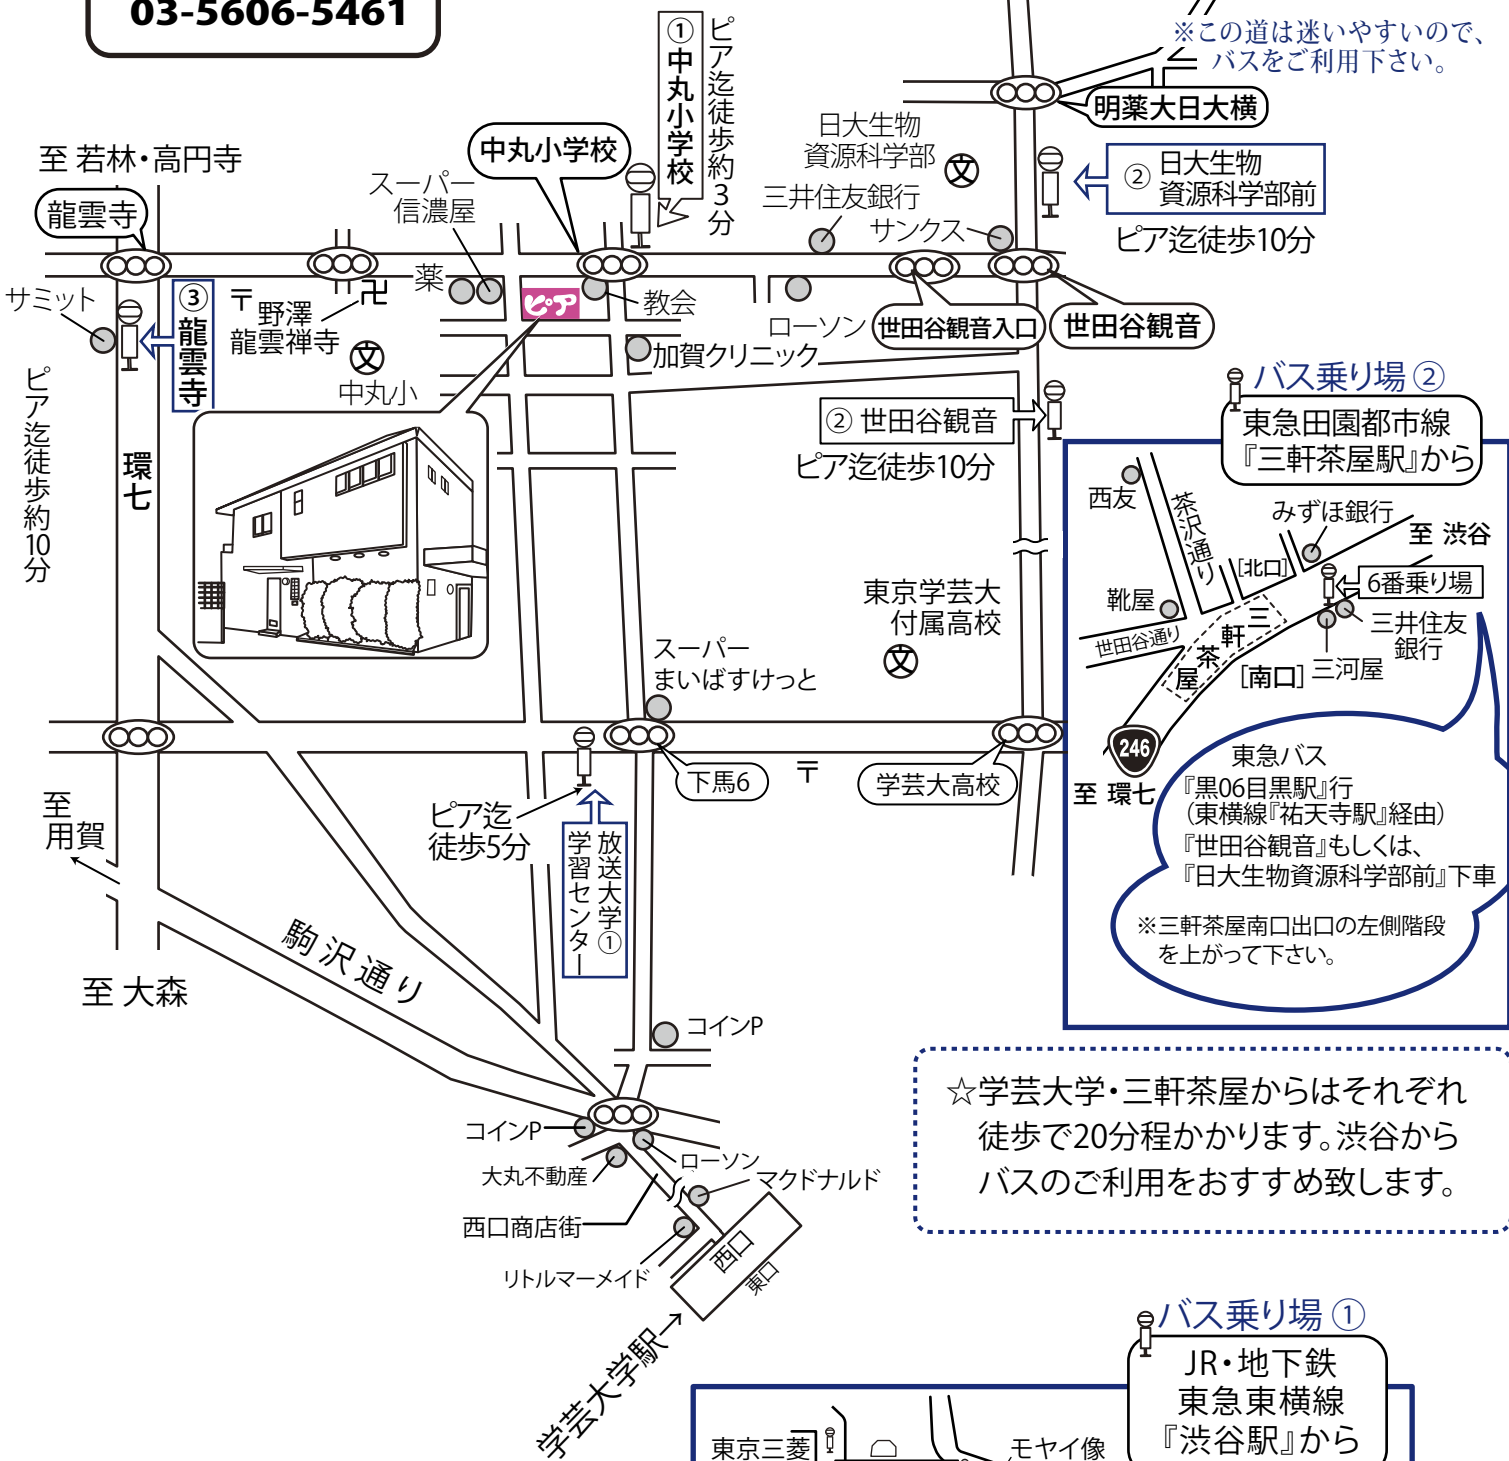 03-5606-5461
※この道は迷いやすいので、
バスをご利用下さい。
①中丸小学校
ピア迄徒歩約3分
明薬大日大横
日大生物
資源科学部
文
② 日大生物
資源科学部前
ピア迄徒歩10分
至 若林・高円寺
龍雲寺
スーパー
信濃屋
中丸小学校
三井住友銀行
サンクス
薬
ピア
教会
ローソン
世田谷観音入口
世田谷観音
サミット
③龍雲寺
〒
野澤
龍雲禅寺
卍
文
中丸小
加賀クリニック
ピア迄徒歩約10分
環七
② 世田谷観音
ピア迄徒歩10分
バス乗り場 ②
東急田園都市線
『三軒茶屋駅』から
西友
茶沢通り
みずほ銀行
至 渋谷
[北口]
6番乗り場
靴屋
世田谷通り
三軒茶屋
三井住友
銀行
[南口]
三河屋
246
至 環七
東急バス
『黒06目黒駅』行
（東横線『祐天寺駅』経由）
『世田谷観音』もしくは、
『日大生物資源科学部前』下車
※三軒茶屋南口出口の左側階段
を上がって下さい。
東京学芸大
付属高校
文
スーパー
まいばすけっと
下馬6
〒
学芸大高校
ピア迄
徒歩5分
放送大学①
学習センター
至
用賀
駒沢通り
至 大森
コインP
コインP
大丸不動産
ローソン
マクドナルド
西口商店街
リトルマーメイド
西口
東口
学芸大学駅→
☆学芸大学・三軒茶屋からはそれぞれ
徒歩で20分程かかります。渋谷から
バスのご利用をおすすめ致します。
バス乗り場 ①
JR・地下鉄
東急東横線
『渋谷駅』から
東京三菱
モヤイ像